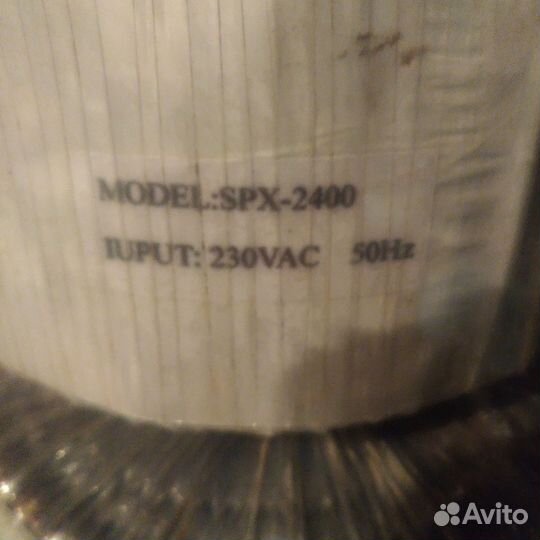 MODEL:SPX-2400
IUPUT: 230VAC 50Hz
Avito